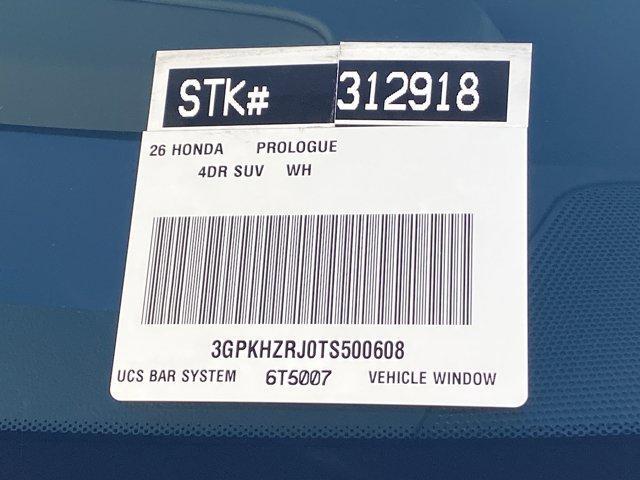 STK# 312918
26 HONDA PROLOGUE
4DR SUV WH
3GPKHZRJ0TS500608
UCS BAR SYSTEM 6T5007 VEHICLE WINDOW